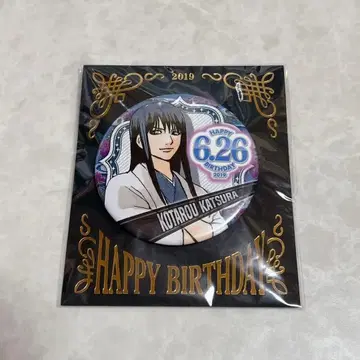 2019
HAPPY
6.26
BIRTHDAY
2019
KOTAROU KATSURA
HAPPY BIRTHDAY